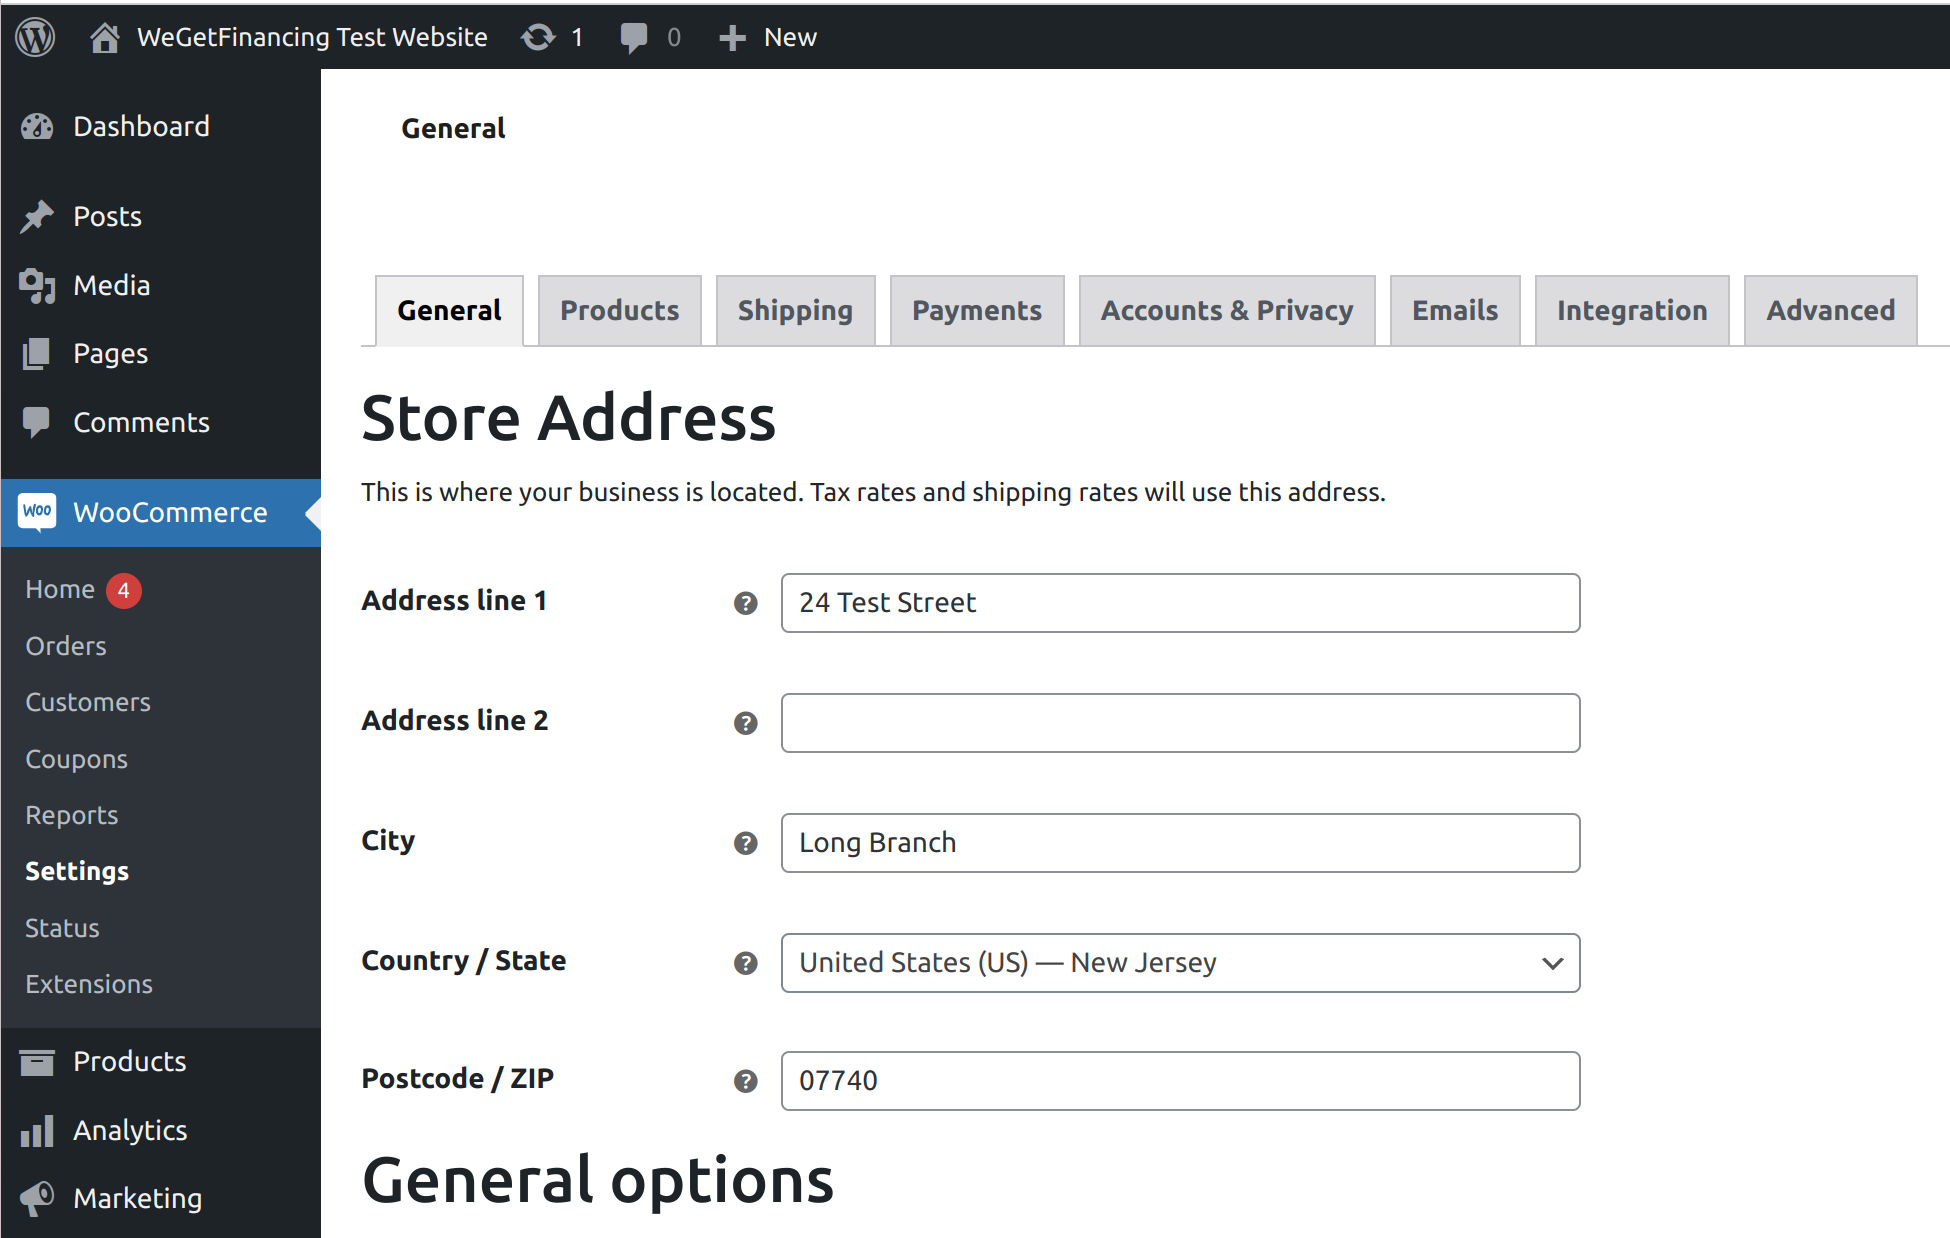 WeGetFinancing Test Website 1 0 New
Dashboard
Posts
Media
Pages
Comments
WOO WooCommerce
Home 4
Orders
Customers
Coupons
Reports
Settings
Status
Extensions
Products
Analytics
Marketing
General
General Products Shipping Payments Accounts & Privacy Emails Integration Advanced
Store Address
This is where your business is located. Tax rates and shipping rates will use this address.
Address line 1 ? 24 Test Street
Address line 2 ?
City ? Long Branch
Country / State ? United States (US) — New Jersey
Postcode / ZIP ? 07740
General options